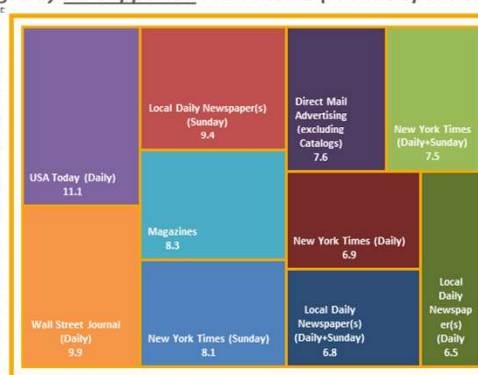 USA Today (Daily)
11.1
Wall Street Journal
(Daily)
9.9
Local Daily Newspaper(s)
(Sunday)
9.4
Magazines
8.3
New York Times (Sunday)
8.1
Direct Mail
Advertising
(excluding
Catalogs)
7.6
New York Times
(Daily+Sunday)
7.5
New York Times (Daily)
6.9
Local Daily
Newspaper(s)
(Daily+Sunday)
6.8
Local
Daily
Newspap
er(s)
(Daily
6.5